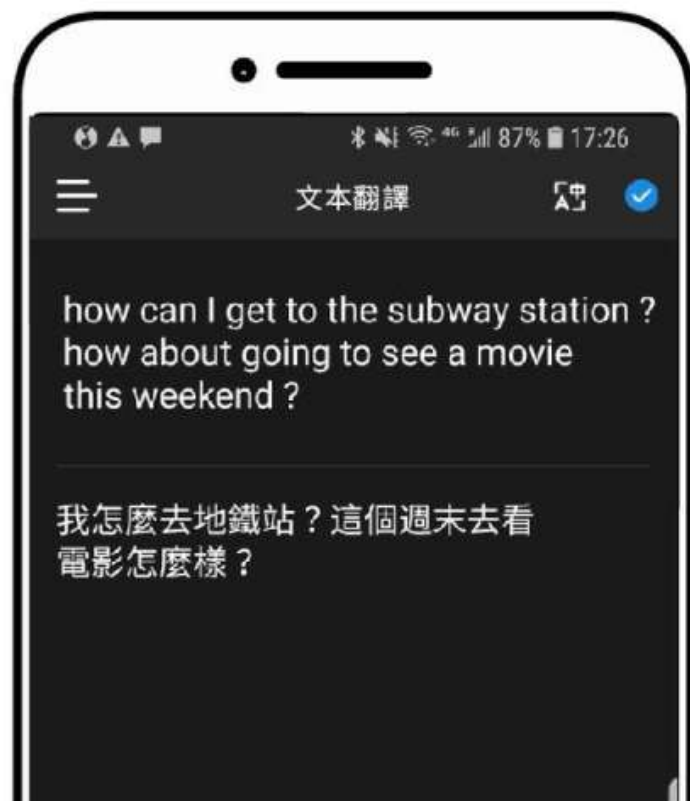 4G 87% 17:26
文本翻譯
how can I get to the subway station ?
how about going to see a movie
this weekend ?
我怎麼去地鐵站？這個週末去看
電影怎麼樣？